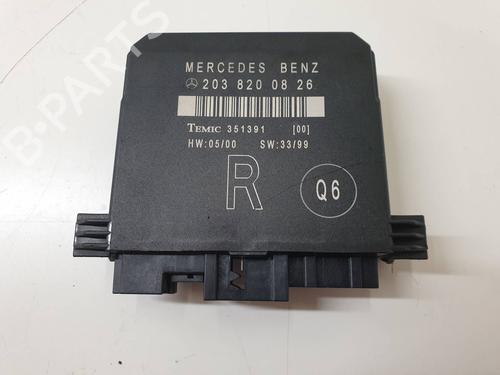 MERCEDES BENZ
203 820 08 26
TEMIC 351391 [00]
HW:05/00 SW:33/99
R
Q6
B-PARTS